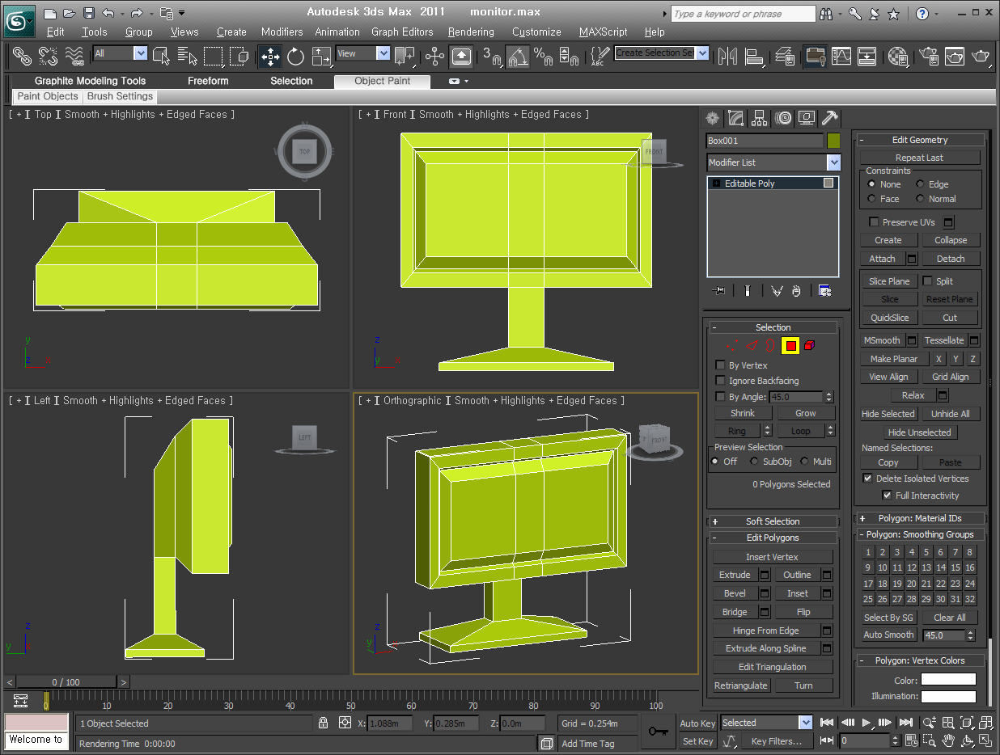 Autodesk 3ds Max 2011 monitor.max
Type a keyword or phrase
Edit Tools Group Views Create Modifiers Animation Graph Editors Rendering Customize MAXScript Help
All
View
3
%
ABC
Create Selection Se
Graphite Modeling Tools Freeform Selection Object Paint
Paint Objects Brush Settings
[ + ] Top ] Smooth + Highlights + Edged Faces ]
N
TOP
W
E
S
y
z
x
[ + ] Front ] Smooth + Highlights + Edged Faces ]
FRONT
z
y
x
[ + ] Left ] Smooth + Highlights + Edged Faces ]
LEFT
z
y
[ + ] Orthographic ] Smooth + Highlights + Edged Faces ]
FRONT
z
y
Box001
Modifier List
Editable Poly
- Selection
By Vertex
Ignore Backfacing
By Angle: 45.0
Shrink Grow
Ring Loop
Preview Selection
Off SubObj Multi
0 Polygons Selected
+ Soft Selection
- Edit Polygons
Insert Vertex
Extrude Outline
Bevel Inset
Bridge Flip
Hinge From Edge
Extrude Along Spline
Edit Triangulation
Retriangulate Turn
- Edit Geometry
Repeat Last
Constraints
None Edge
Face Normal
Preserve UVs
Create Collapse
Attach Detach
Slice Plane Split
Slice Reset Plane
QuickSlice Cut
MSmooth Tessellate
Make Planar X Y Z
View Align Grid Align
Relax
Hide Selected Unhide All
Hide Unselected
Named Selections:
Copy Paste
Delete Isolated Vertices
Full Interactivity
+ Polygon: Material IDs
- Polygon: Smoothing Groups
1 2 3 4 5 6 7 8
9 10 11 12 13 14 15 16
17 18 19 20 21 22 23 24
25 26 27 28 29 30 31 32
Select By SG Clear All
Auto Smooth 45.0
- Polygon: Vertex Colors
Color:
Illumination:
< 0 / 100 >
0 10 20 30 40 50 60 70 80 90 100
1 Object Selected
X: 1.088m Y: 0.285m Z: 0.0m
Grid = 0.254m
Auto Key Selected
Welcome to
Rendering Time 0:00:00
Add Time Tag
Set Key Key Filters...
0